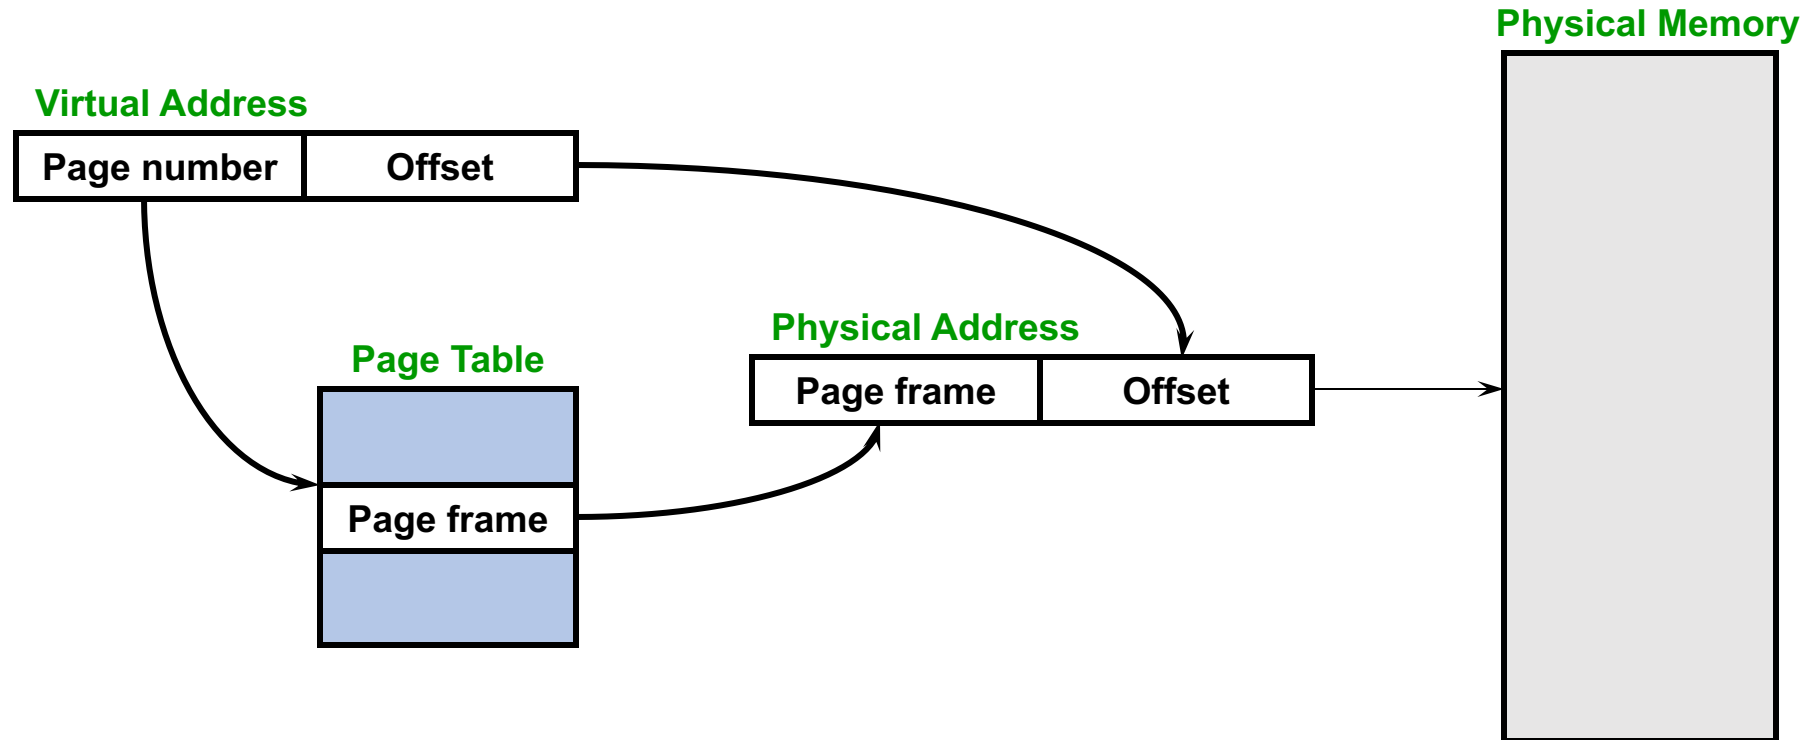 Physical Memory
Virtual Address
Page number
Offset
Physical Address
Page Table
Page frame
Offset
Page frame